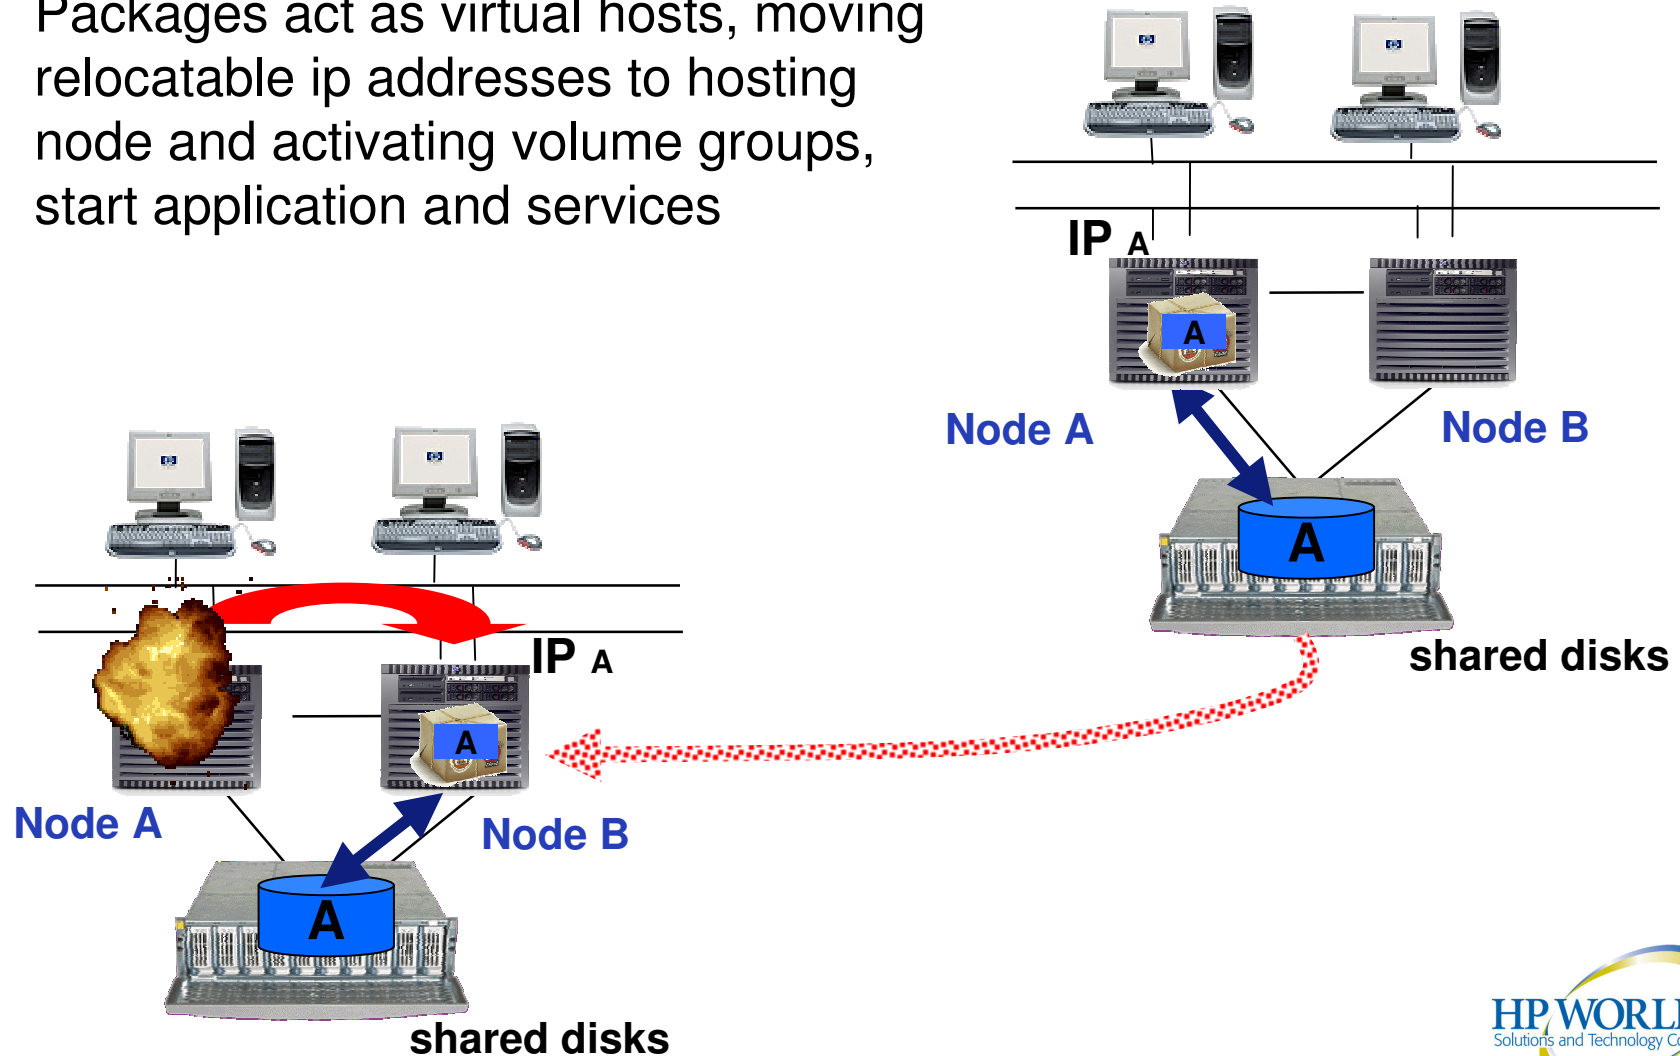 Packages act as virtual hosts, moving
relocatable ip addresses to hosting
node and activating volume groups,
start application and services
IP A
A
Node A
Node B
A
shared disks
IP A
A
Node A
Node B
A
shared disks
HP WORL
Solutions and Technology C